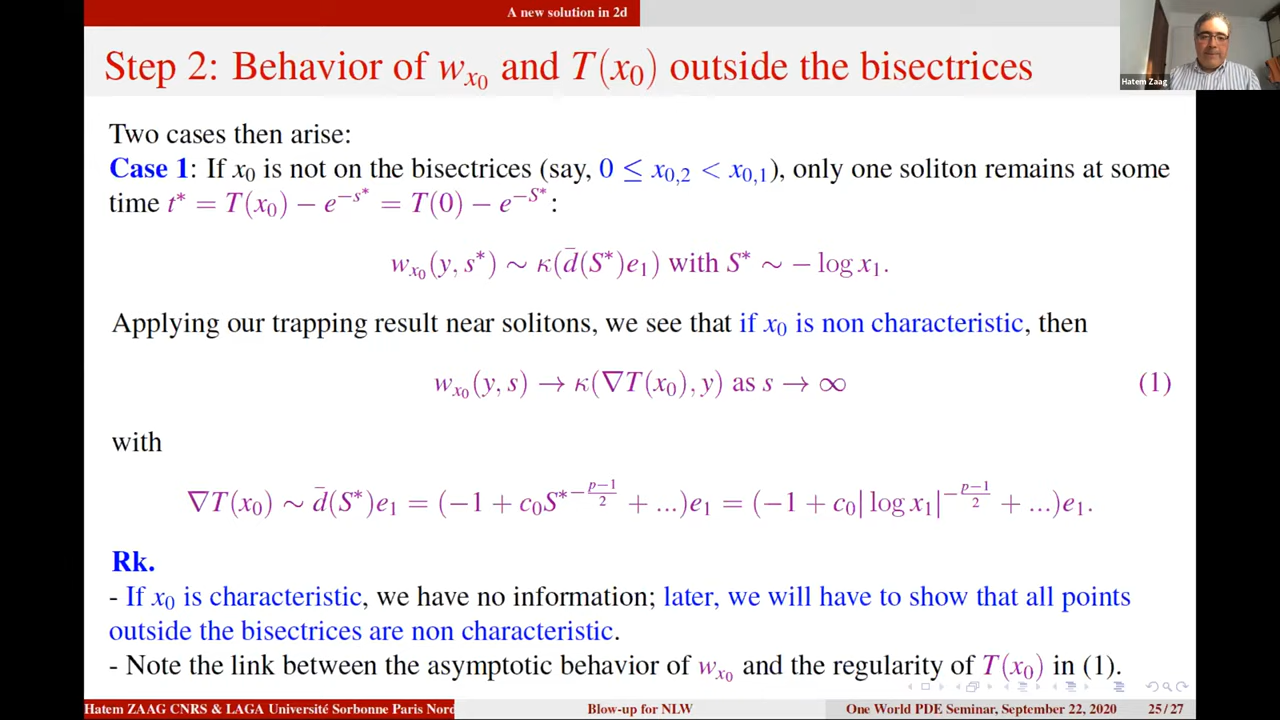 A new solution in 2d
Step 2: Behavior of w_{x_0} and T(x_0) outside the bisectrices
Hatem Zaag
Two cases then arise:
Case 1: If x_0 is not on the bisectrices (say, 0 ≤ x_{0,2} < x_{0,1}), only one soliton remains at some
time t* = T(x_0) − e^{−s*} = T(0) − e^{−S*}:
w_{x_0}(y, s*) ∼ κ(d̄(S*)e_1) with S* ∼ − log x_1.
Applying our trapping result near solitons, we see that if x_0 is non characteristic, then
w_{x_0}(y, s) → κ(∇T(x_0), y) as s → ∞ (1)
with
∇T(x_0) ∼ d̄(S*)e_1 = (−1 + c_0 S*^{−\frac{p−1}{2}} + ...)e_1 = (−1 + c_0| log x_1|^{−\frac{p−1}{2}} + ...)e_1.
Rk.
- If x_0 is characteristic, we have no information; later, we will have to show that all points
outside the bisectrices are non characteristic.
- Note the link between the asymptotic behavior of w_{x_0} and the regularity of T(x_0) in (1).
Hatem ZAAG CNRS & LAGA Université Sorbonne Paris Nord Blow-up for NLW One World PDE Seminar, September 22, 2020 25 / 27